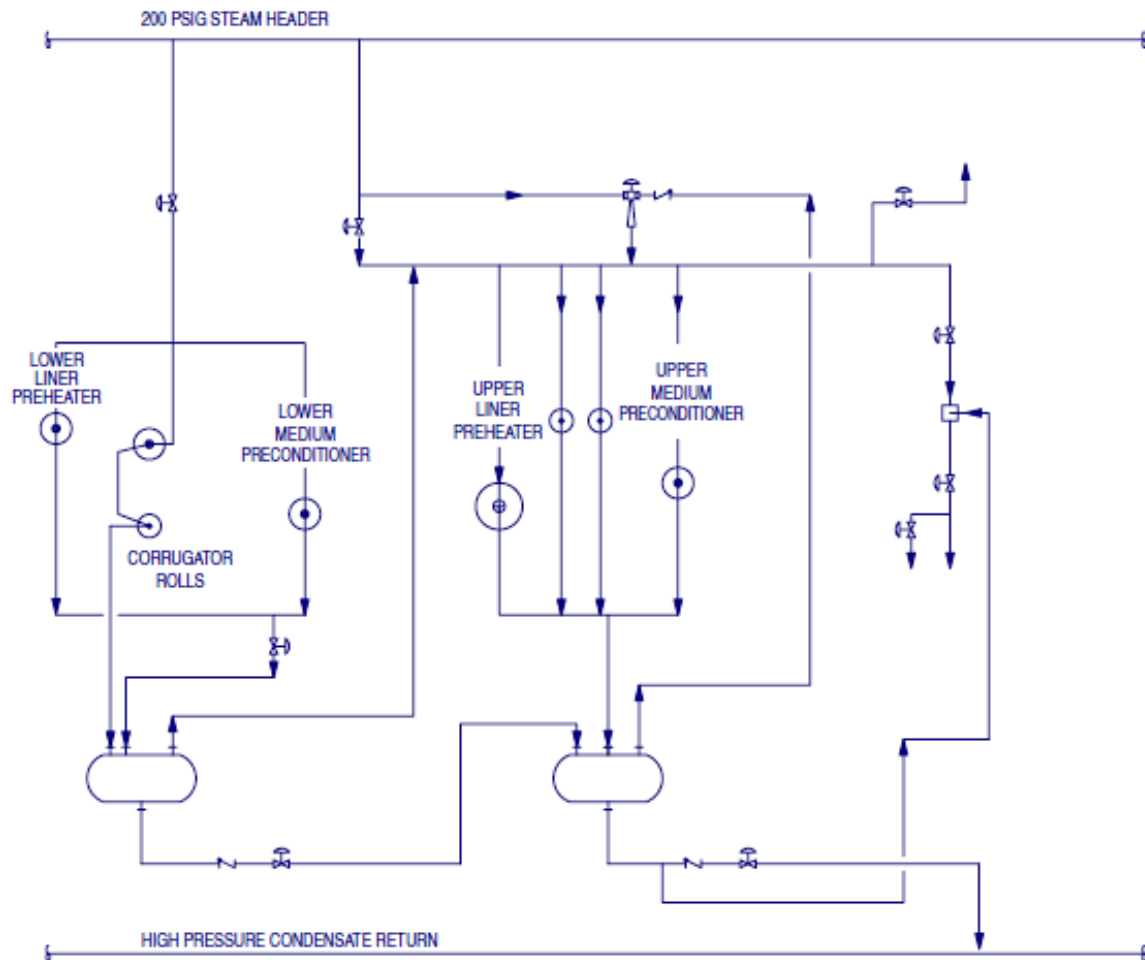 200 PSIG STEAM HEADER
LOWER
LINER
PREHEATER
LOWER
MEDIUM
PRECONDITIONER
CORRUGATOR
ROLLS
UPPER
LINER
PREHEATER
UPPER
MEDIUM
PRECONDITIONER
HIGH PRESSURE CONDENSATE RETURN